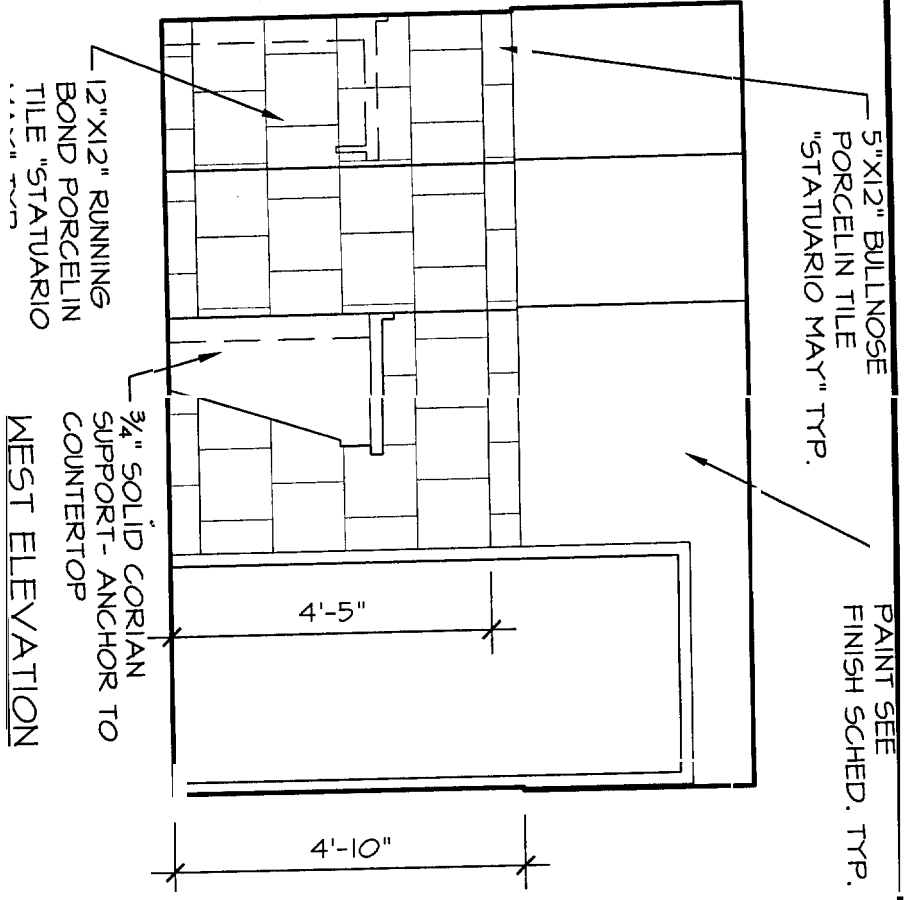 5"X12" BULLNOSE
PORCELIN TILE
"STATUARIO MAY" TYP.
PAINT SEE
FINISH SCHED. TYP.
4'-5"
4'-10"
12"X12" RUNNING
BOND PORCELIN
TILE "STATUARIO
3/4" SOLID CORIAN
SUPPORT- ANCHOR TO
COUNTERTOP
WEST ELEVATION